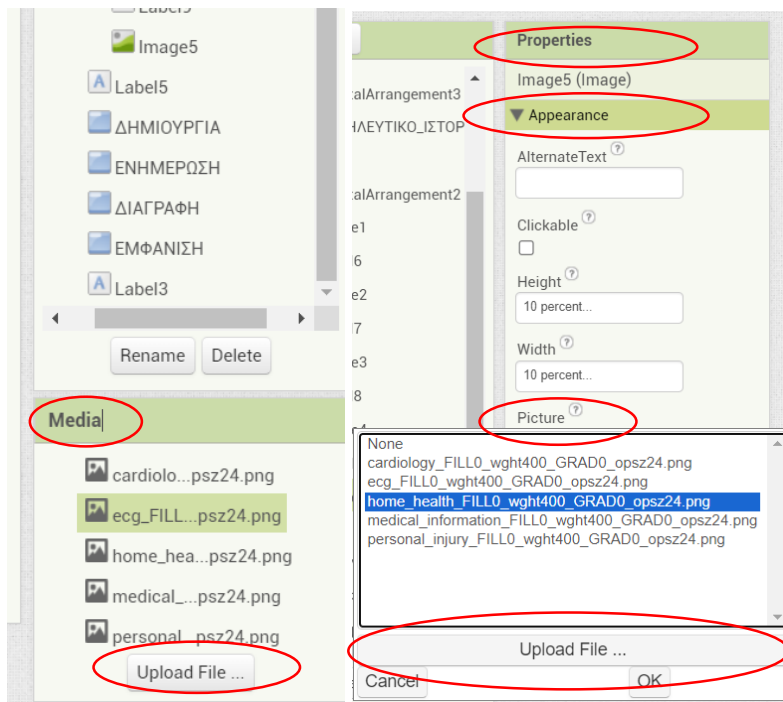 Image5
Label5
ΔΗΜΙΟΥΡΓΙΑ
ΕΝΗΜΕΡΩΣΗ
ΔΙΑΓΡΑΦΗ
ΕΜΦΑΝΙΣΗ
Label3
Rename Delete
Media
cardiolo...psz24.png
ecg_FILL...psz24.png
home_hea...psz24.png
medical_...psz24.png
personal...psz24.png
Upload File ...
talArrangement3
ΗΛΕΥΤΙΚΟ_ΙΣΤΟΡ
talArrangement2
e1
6
e2
7
e3
8
Properties
Image5 (Image)
Appearance
AlternateText ?
Clickable ?
Height ?
10 percent...
Width ?
10 percent...
Picture ?
None
cardiology_FILL0_wght400_GRAD0_opsz24.png
ecg_FILL0_wght400_GRAD0_opsz24.png
home_health_FILL0_wght400_GRAD0_opsz24.png
medical_information_FILL0_wght400_GRAD0_opsz24.png
personal_injury_FILL0_wght400_GRAD0_opsz24.png
Upload File ...
Cancel OK